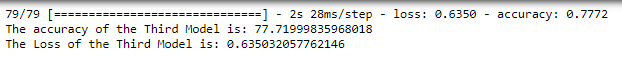 79/79 [==============================] - 2s 28ms/step - loss: 0.6350 - accuracy: 0.7772
The accuracy of the Third Model is: 77.71999835968018
The Loss of the Third Model is: 0.635032057762146